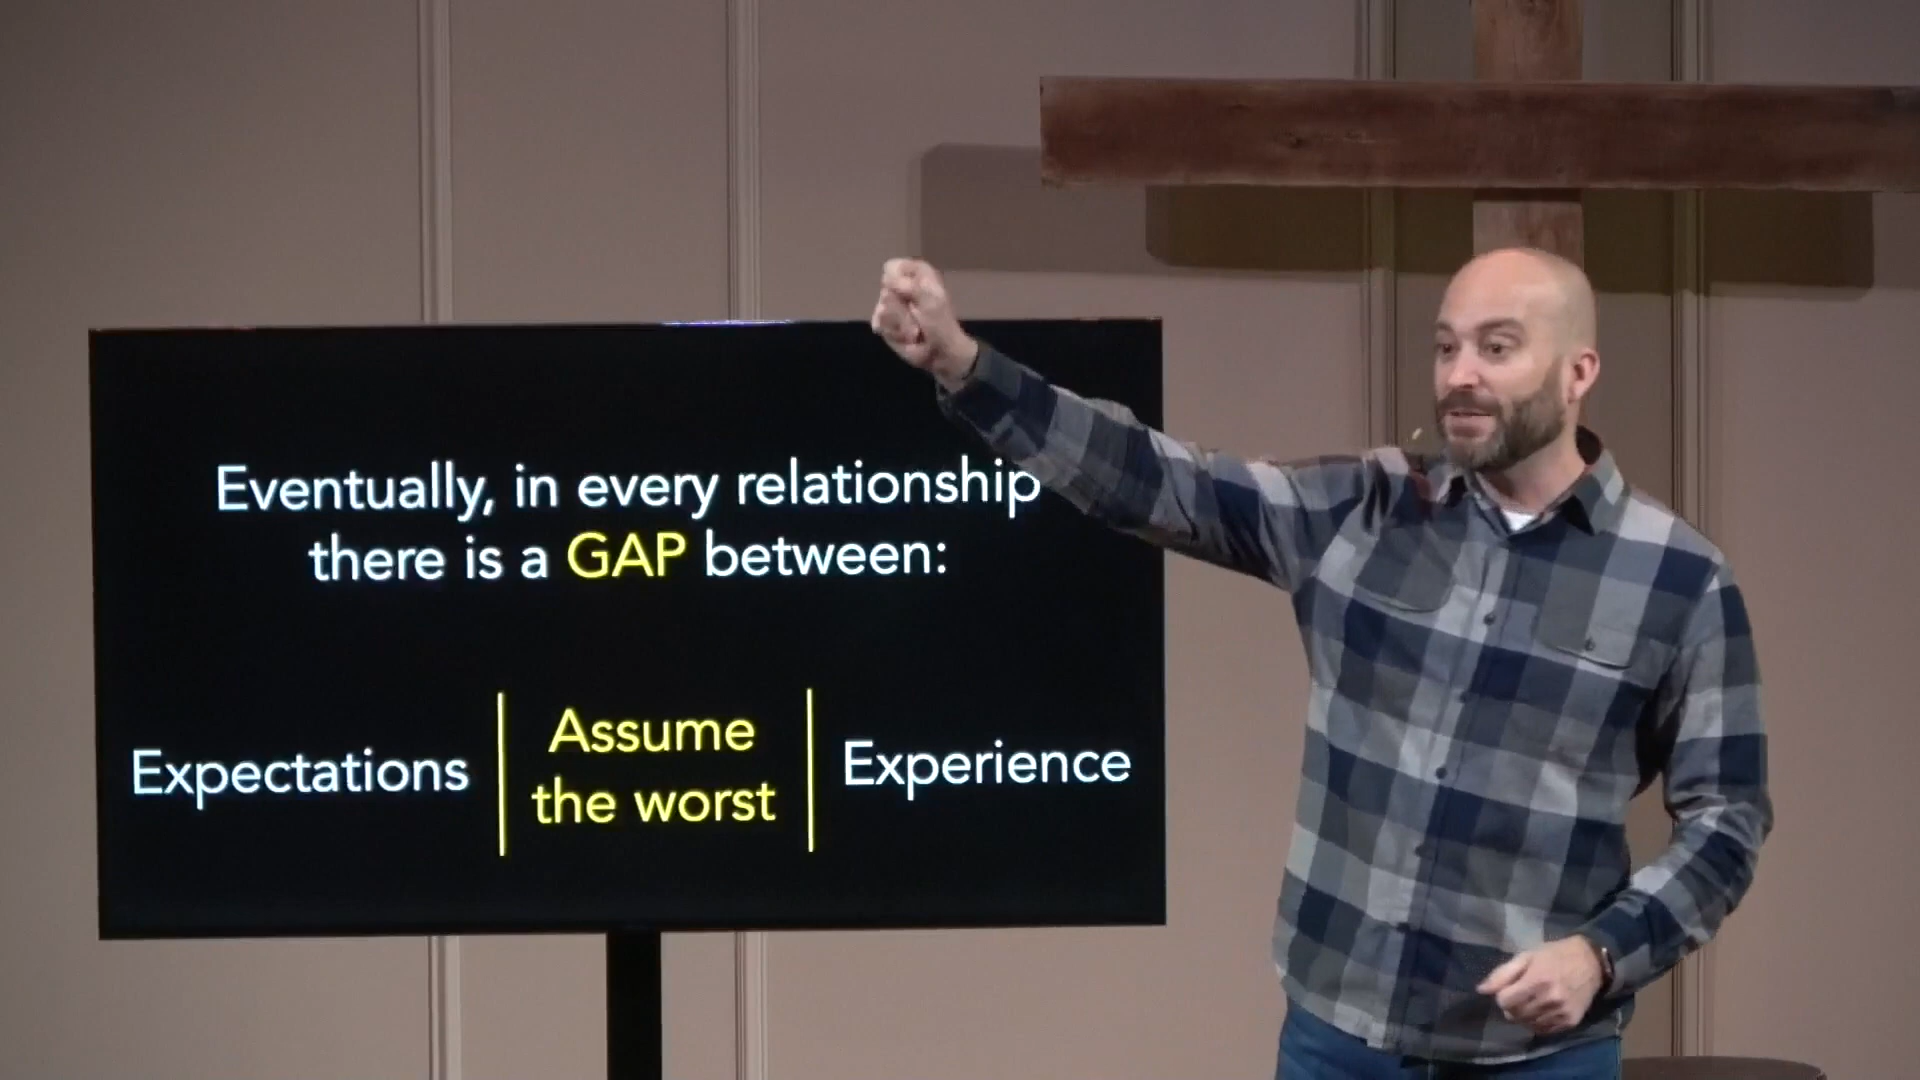 Eventually, in every relationship
there is a GAP between:
Expectations
Assume
the worst
Experience